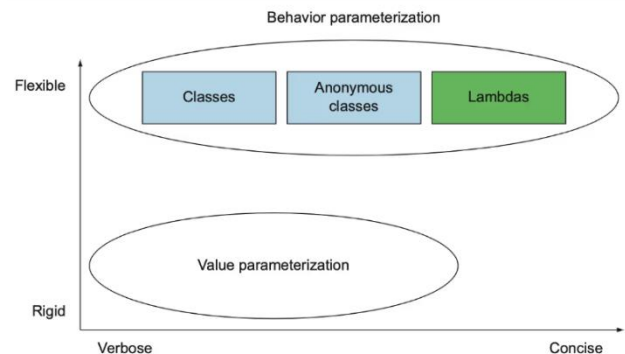 Behavior parameterization
Flexible
Classes
Anonymous
classes
Lambdas
Value parameterization
Rigid
Verbose
Concise